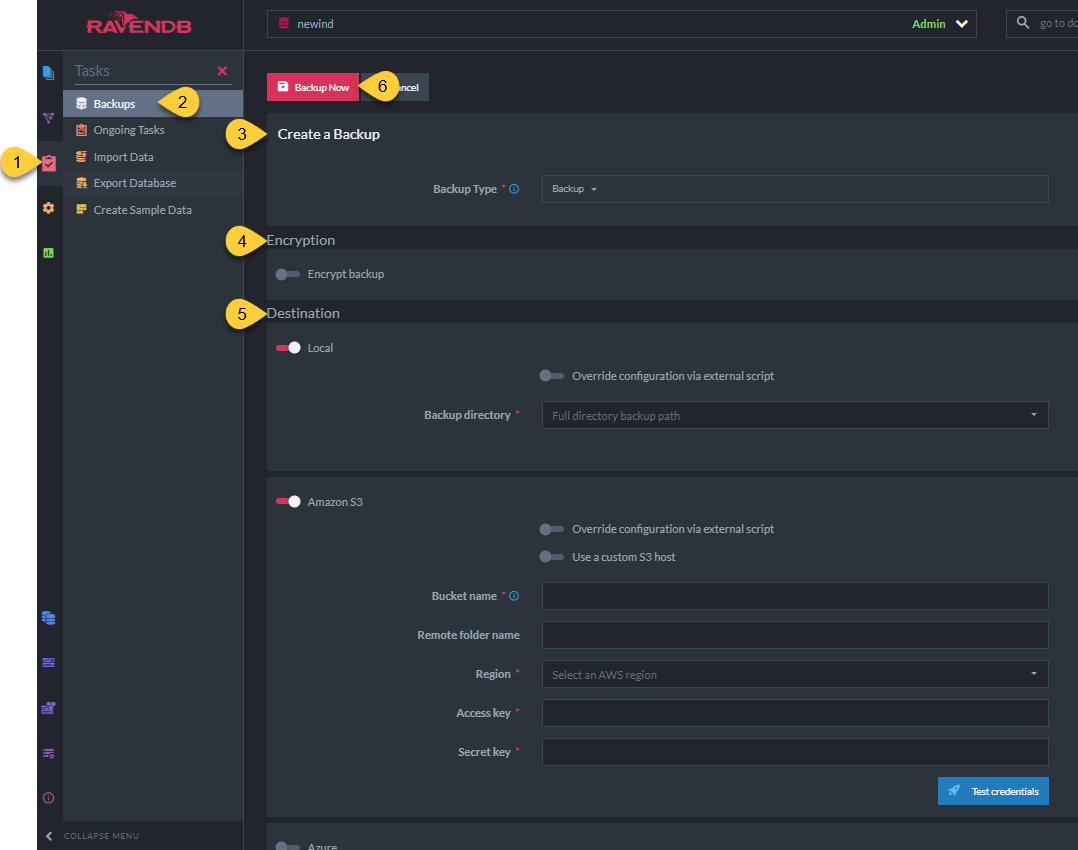 RAVENDB
newind
Admin
go to do
Tasks
1
Backups
2
Ongoing Tasks
Import Data
Export Database
Create Sample Data
Backup Now
6
ncel
3
Create a Backup
Backup Type *
Backup
4
Encryption
Encrypt backup
5
Destination
Local
Override configuration via external script
Backup directory *
Full directory backup path
Amazon S3
Override configuration via external script
Use a custom S3 host
Bucket name *
Remote folder name
Region *
Select an AWS region
Access key *
Secret key *
Test credentials
Azure
COLLAPSE MENU